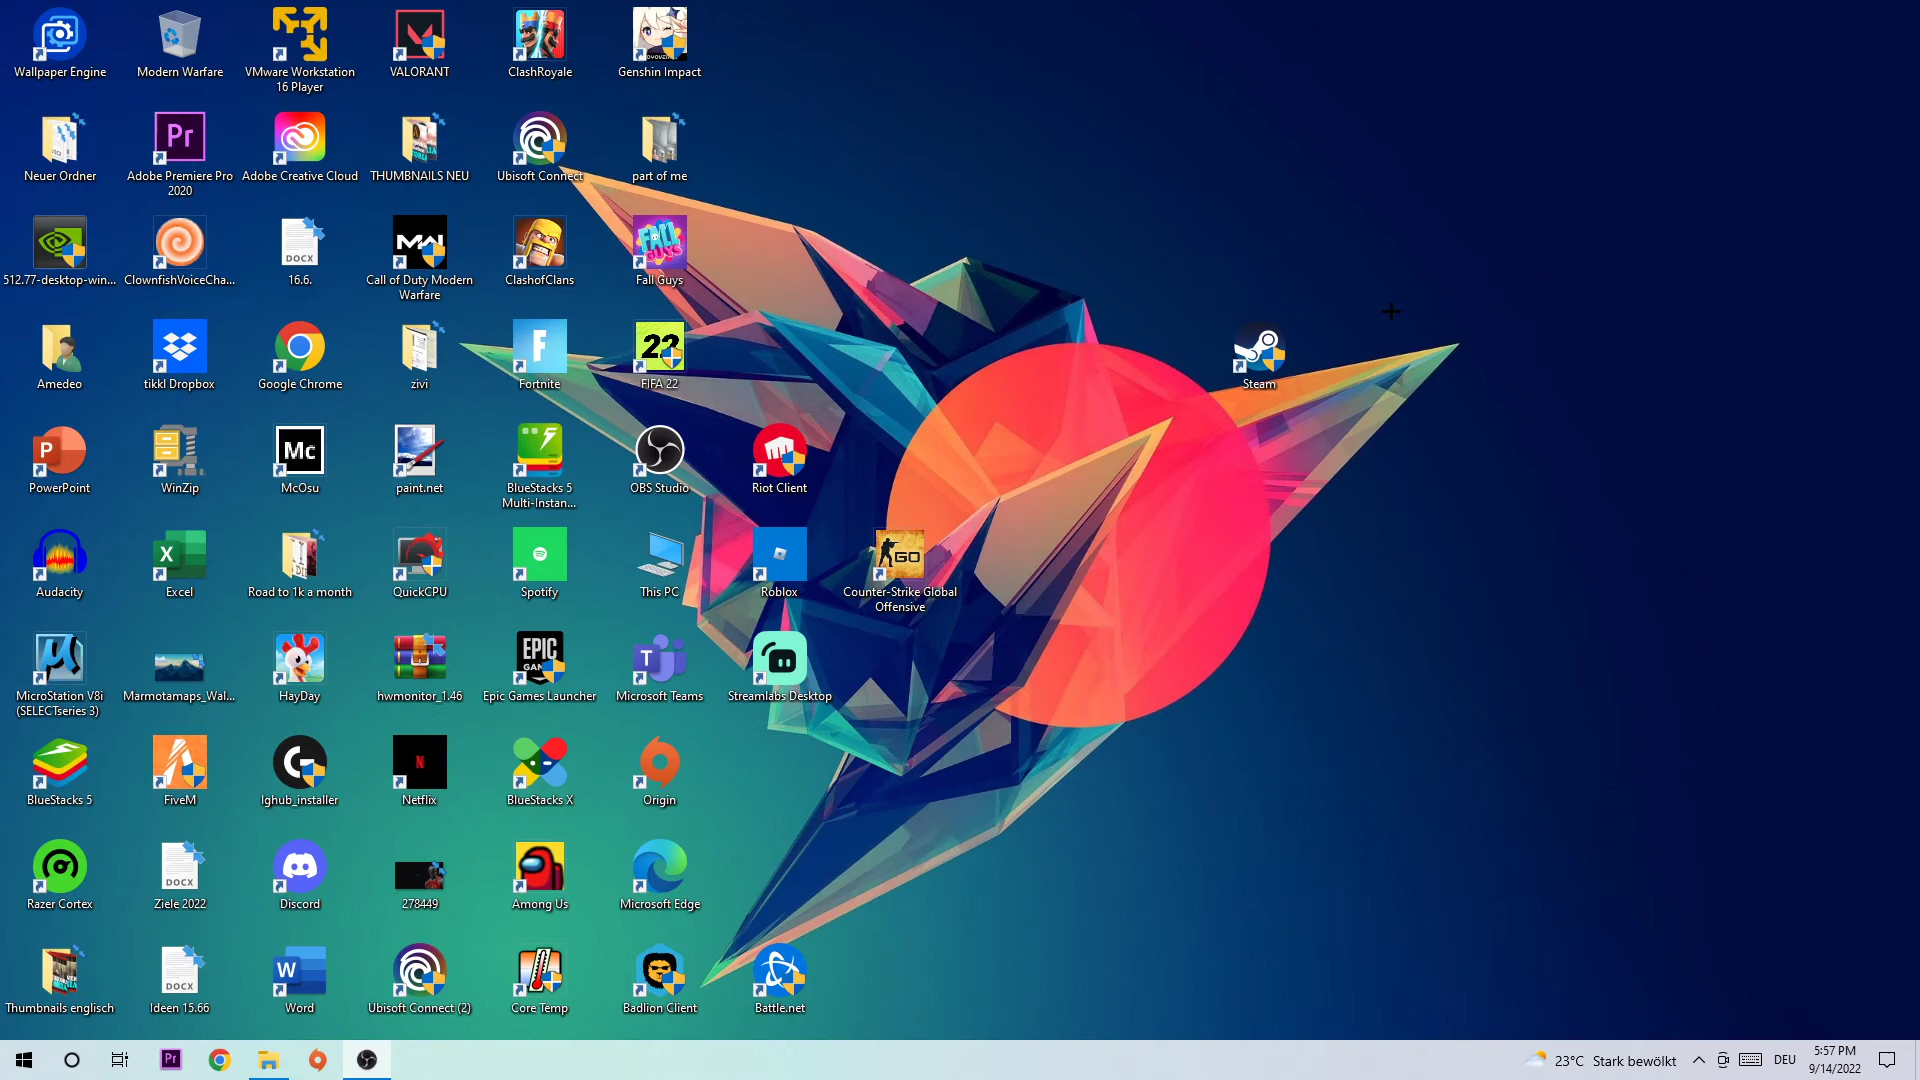 Wallpaper Engine
Modern Warfare
VMware Workstation
16 Player
VALORANT
ClashRoyale
Genshin Impact
Neuer Ordner
Adobe Premiere Pro
2020
Adobe Creative Cloud
THUMBNAILS NEU
Ubisoft Connect
part of me
512.77-desktop-win...
ClownfishVoiceCha...
16.6.
Call of Duty Modern
Warfare
ClashofClans
Fall Guys
Amedeo
tikkl Dropbox
Google Chrome
zivi
Fortnite
FIFA 22
Steam
PowerPoint
WinZip
McOsu
paint.net
BlueStacks 5
Multi-Instan...
OBS Studio
Riot Client
Audacity
Excel
Road to 1k a month
QuickCPU
Spotify
This PC
Roblox
Counter-Strike Global
Offensive
MicroStation V8i
(SELECTseries 3)
Marmotamaps_Wal...
HayDay
hwmonitor_1.46
Epic Games Launcher
Microsoft Teams
Streamlabs Desktop
BlueStacks 5
FiveM
lghub_installer
Netflix
BlueStacks X
Origin
Razer Cortex
Ziele 2022
Discord
278449
Among Us
Microsoft Edge
Thumbnails englisch
Ideen 15.66
Word
Ubisoft Connect (2)
Core Temp
Badlion Client
Battle.net
23°C Stark bewölkt
DEU
5:57 PM
9/14/2022